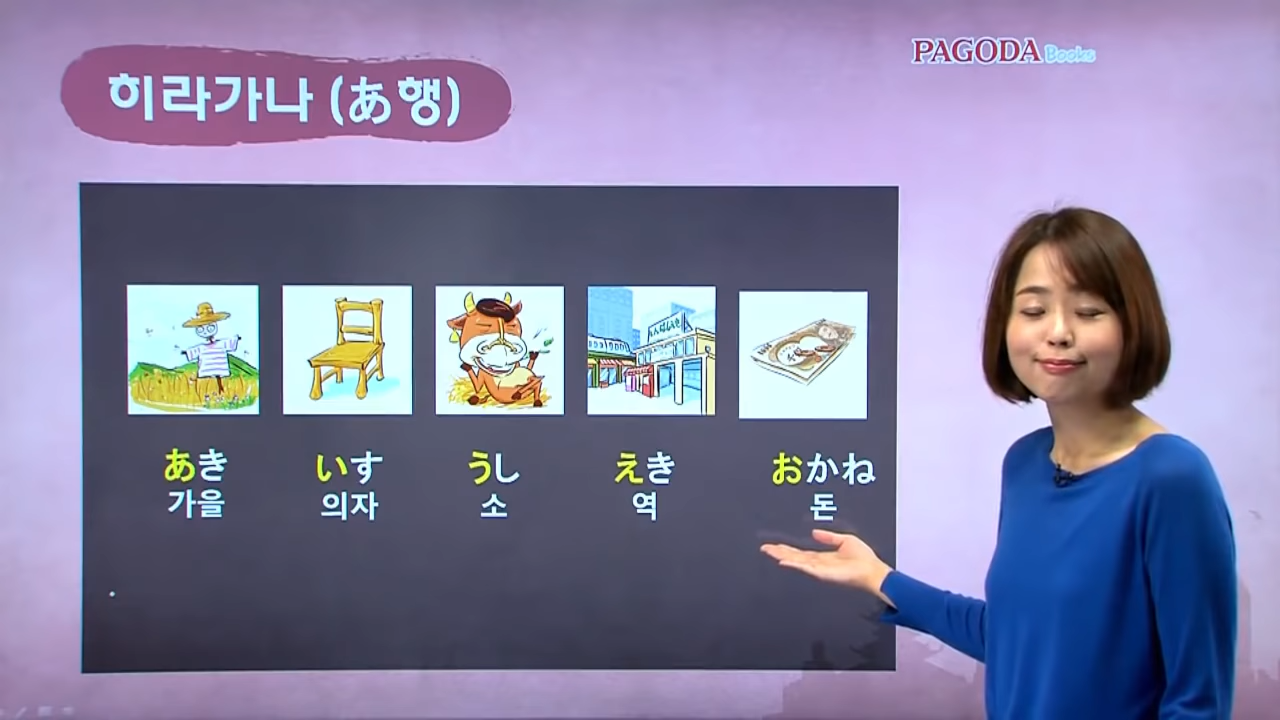 PAGODA Books
히라가나 (あ행)
あき いす うし えき おかね
가을 의자 소 역 돈